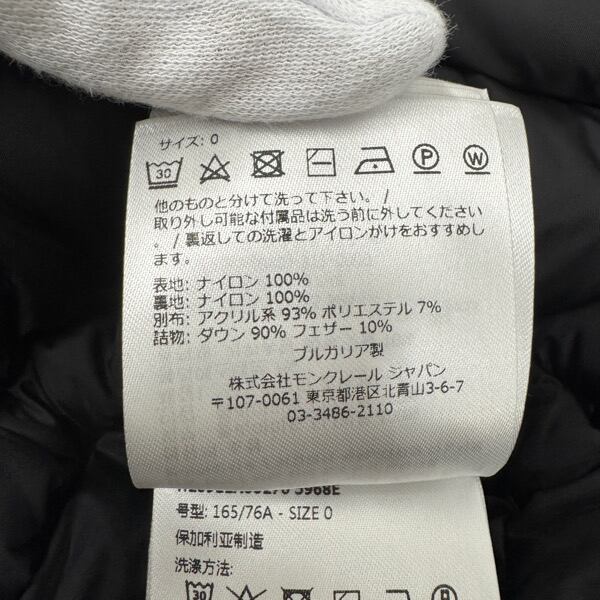 サイズ: 0
30 P W
他のものと分けて洗って下さい。/
取り外し可能な付属品は洗う前に外してください
。/ 裏返しての洗濯とアイロンがけをおすすめし
ます。
表地: ナイロン 100%
裏地: ナイロン 100%
別布: アクリル系 93% ポリエステル 7%
詰物: ダウン 90% フェザー 10%
ブルガリア製
株式会社モンクレール ジャパン
〒107-0061 東京都港区北青山3-6-7
03-3486-2110
5968E
号型: 165/76A - SIZE 0
保加利亚制造
洗涤方法:
30